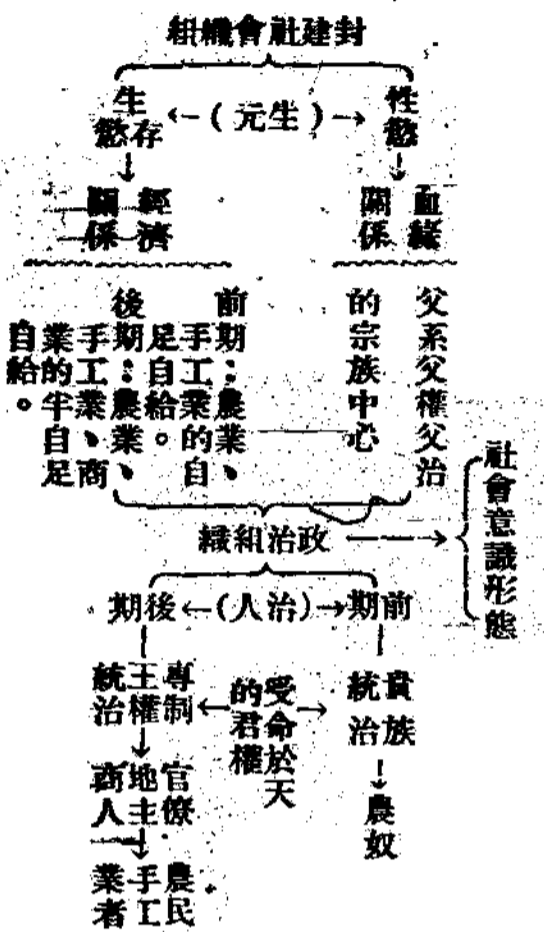 封建社會組織
性慾
(生元)
生存慾
血緣關係
經濟關係
父系父權父治
的宗族中心
前期：農業、
手工業的自
足自給。
後期：農業、
手工業、商
業的半自足
自給。
政治組織
社會意識形態
前期
(人治)
後期
貴族統治
受命於天
的君權
專制王權統治
農奴
官僚
地主
商人
農民
手工業者